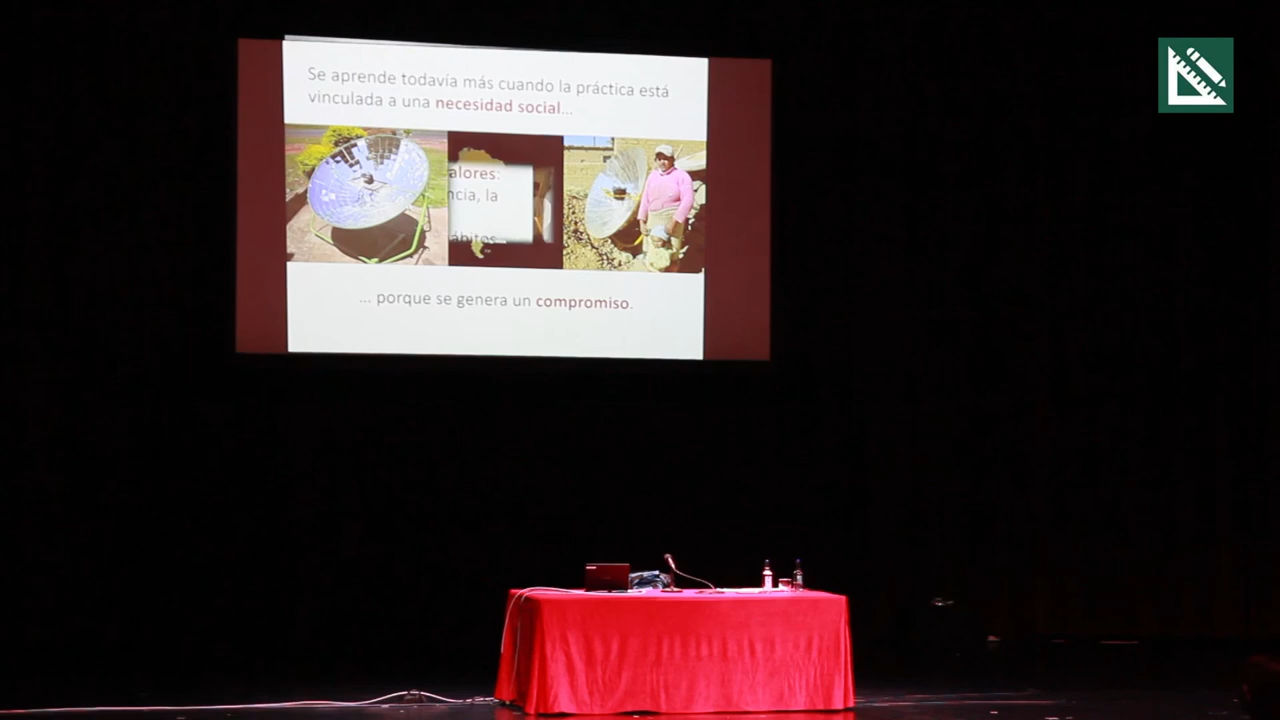 Se aprende todavía más cuando la práctica está
vinculada a una necesidad social...
alores:
ncia, la
ábitos
... porque se genera un compromiso.